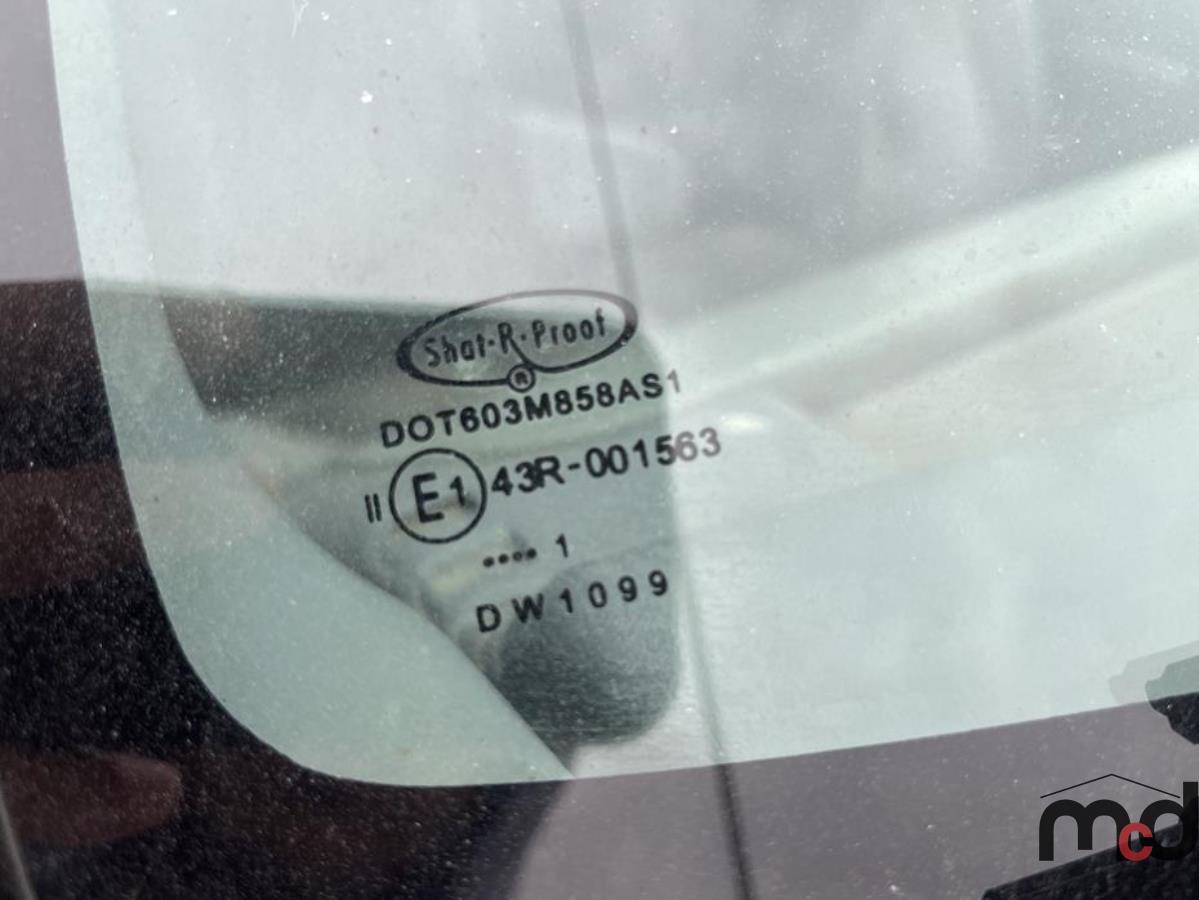 Shat-R-Proof
®
DOT603M858AS1
II E1 43R-001563
•••• 1
DW1099
mcd